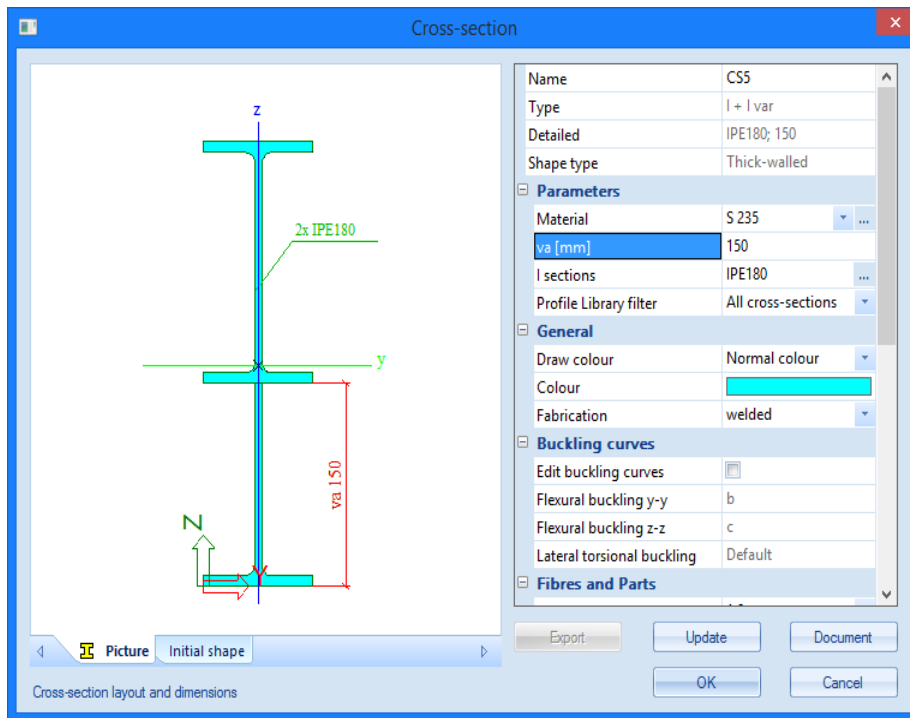 Cross-section
z
2x IPE180
y
va 150
N
Y
Picture
Initial shape
Cross-section layout and dimensions
Name CS5
Type I + I var
Detailed IPE180; 150
Shape type Thick-walled
Parameters
Material S 235 ...
va [mm] 150
I sections IPE180 ...
Profile Library filter All cross-sections
General
Draw colour Normal colour
Colour
Fabrication welded
Buckling curves
Edit buckling curves
Flexural buckling y-y b
Flexural buckling z-z c
Lateral torsional buckling Default
Fibres and Parts
Export Update Document
OK Cancel